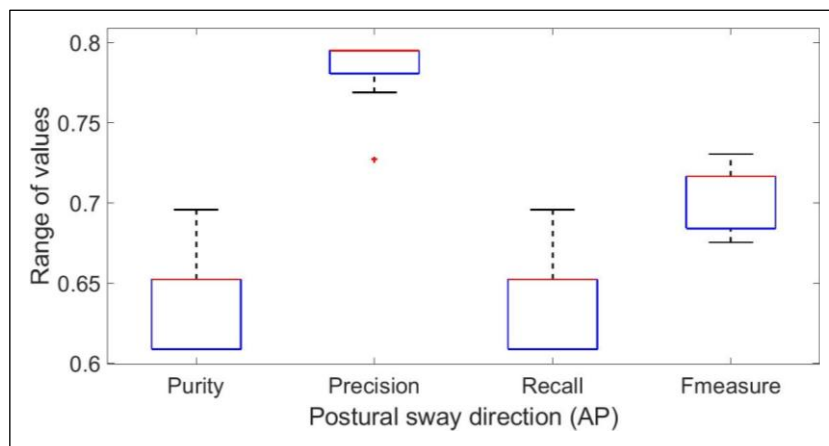 Range of values
0.8
0.75
0.7
0.65
0.6
Purity Precision Recall Fmeasure
Postural sway direction (AP)